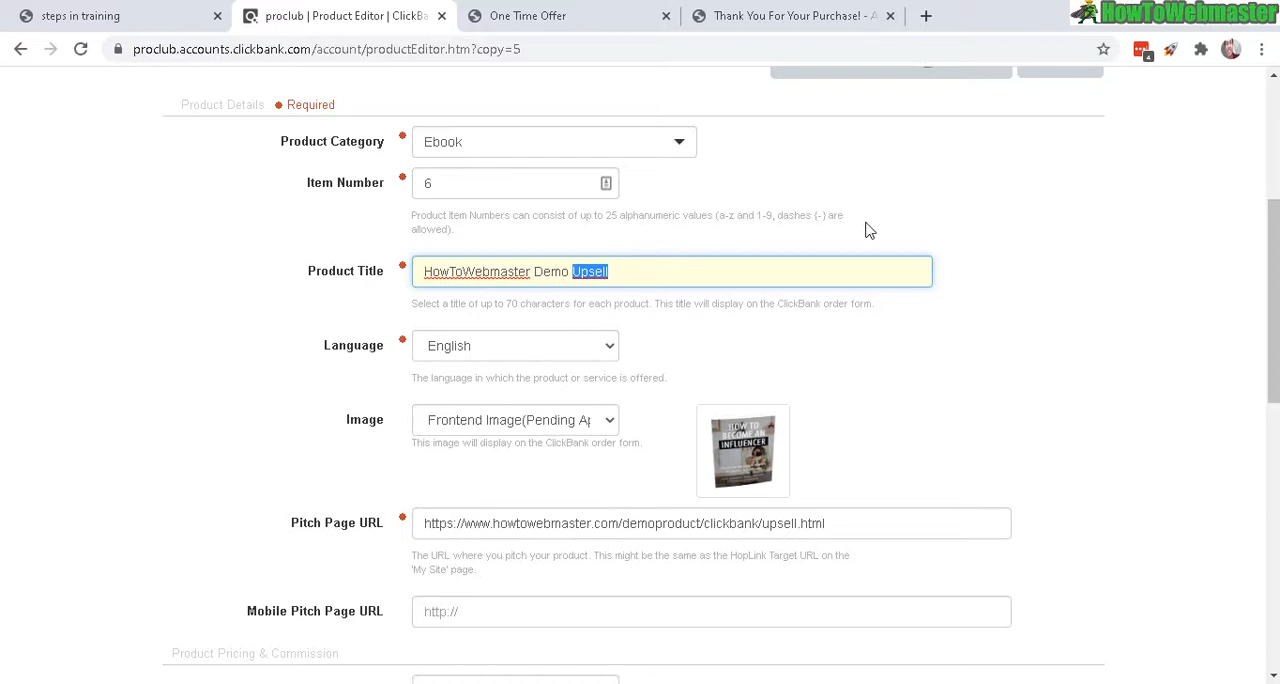 steps in training
proclub | Product Editor | ClickBa
OneTime Offer
Thank You For Your Purchase! - A
HowToWebmaster
proclub.accounts.clickbank.com/account/productEditor.htm?copy=5
4
Product Details Required
Product Category
Ebook
Item Number
6
Product Item Numbers can consist of up to 25 alphanumeric values (a-z and 1-9, dashes (-) are
allowed).
Product Title
HowToWebmaster Demo Upsell
Select a title of up to 70 characters for each product. This title will display on the ClickBank order form.
Language
English
The language in which the product or service is offered.
Image
Frontend Image(Pending Ap
This image will display on the ClickBank order form.
HOW TO
BECOME AN
INFLUENCER
Pitch Page URL
https://www.howtowebmaster.com/demoproduct/clickbank/upsell.html
The URL where you pitch your product. This might be the same as the HopLink Target URL on the
'My Site' page.
Mobile Pitch Page URL
http://
Product Pricing & Commission